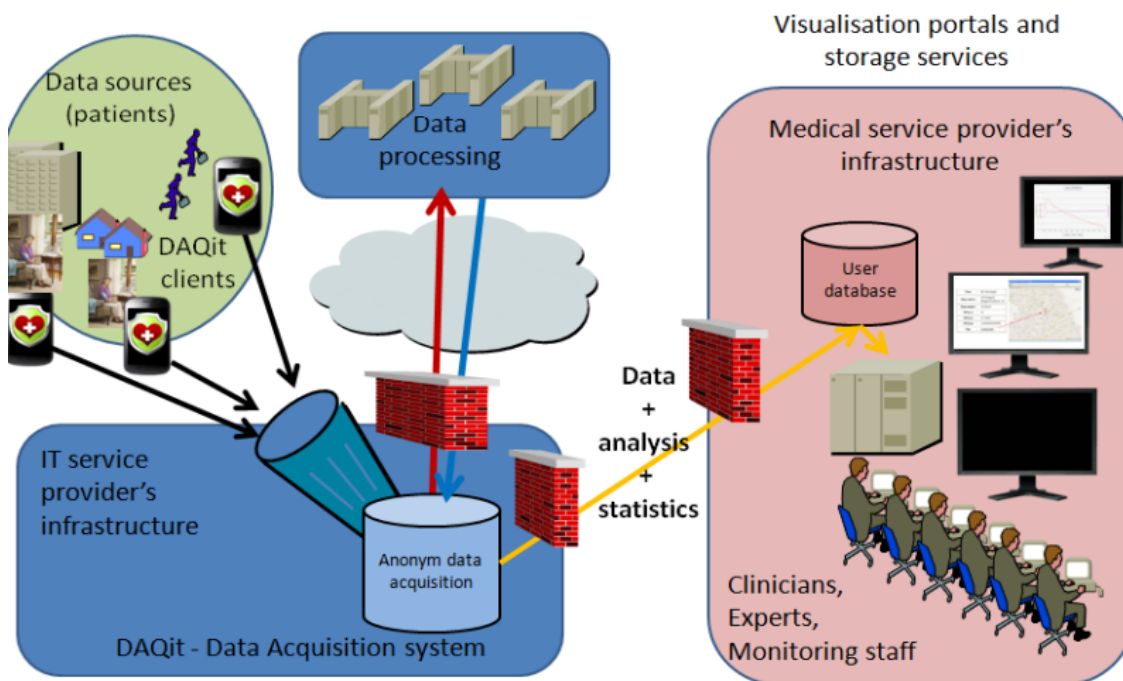 Data sources
(patients)
DAQit
clients
Data
processing
Visualisation portals and
storage services
Medical service provider's
infrastructure
User
database
Data
+
analysis
+
statistics
IT service
provider's
infrastructure
Anonym data
acquisition
DAQit - Data Acquisition system
Clinicians,
Experts,
Monitoring staff